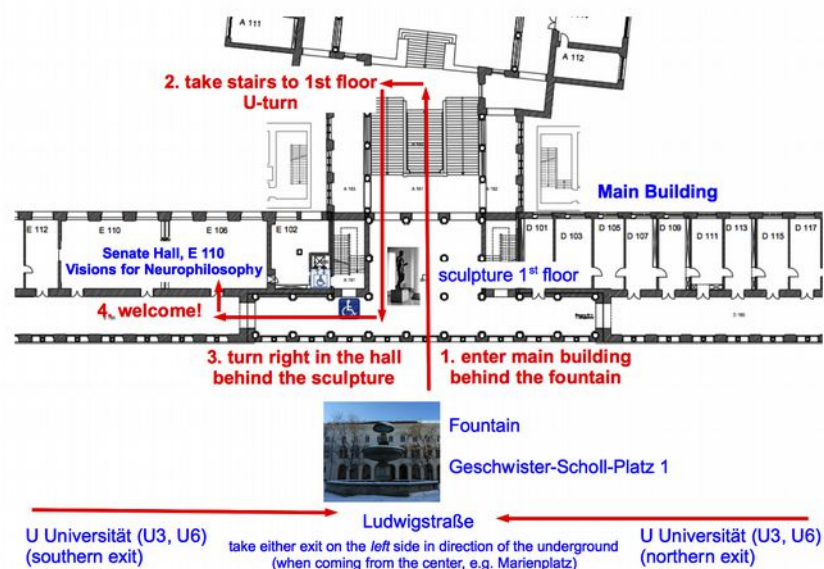 A 111
A 112
2. take stairs to 1st floor
U-turn
Main Building
E 112
E 110
E 106
E 102
D 101
D 103
D 105
D 107
D 109
D 111
D 113
D 115
D 117
Senate Hall, E 110
Visions for Neurophilosophy
sculpture 1st floor
4. welcome!
3. turn right in the hall
behind the sculpture
1. enter main building
behind the fountain
Fountain
Geschwister-Scholl-Platz 1
Ludwigstraße
U Universität (U3, U6)
(southern exit)
take either exit on the left side in direction of the underground
(when coming from the center, e.g. Marienplatz)
U Universität (U3, U6)
(northern exit)